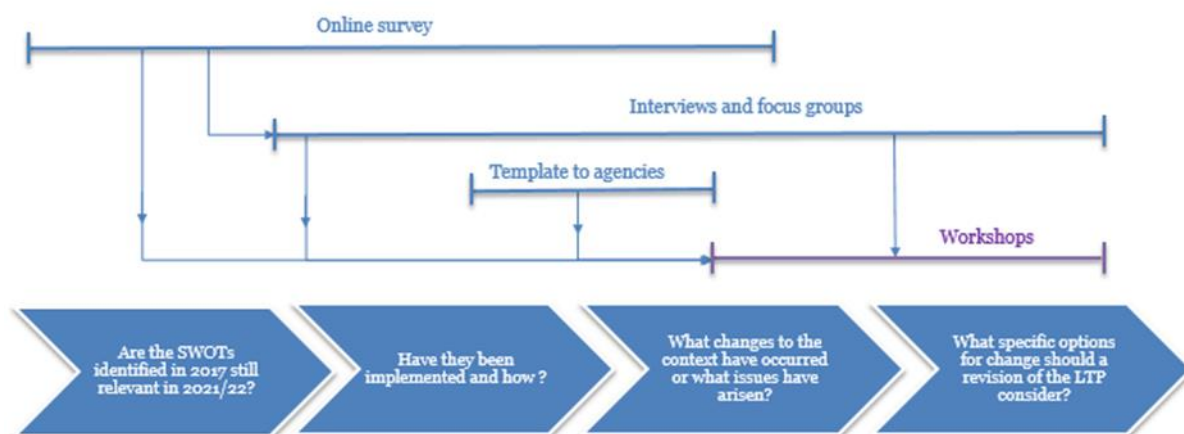 Online survey
Interviews and focus groups
Template to agencies
Workshops
Are the SWOTs
identified in 2017 still
relevant in 2021/22?
Have they been
implemented and how ?
What changes to the
context have occurred
or what issues have
arisen?
What specific options
for change should a
revision of the LTP
consider?